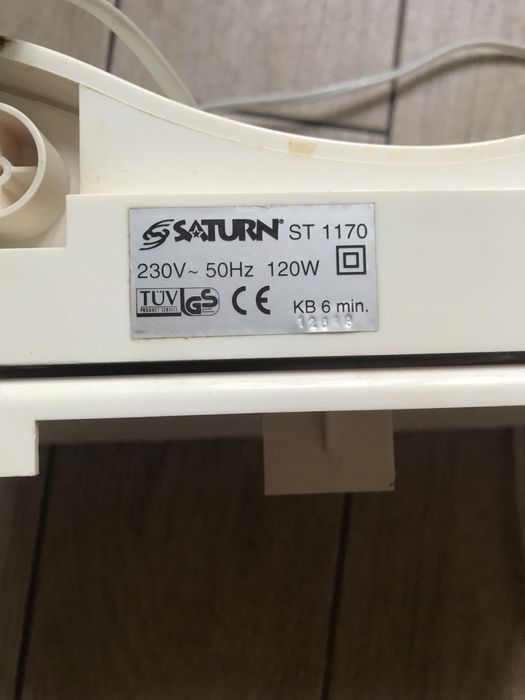 SATURN® ST 1170
230V~ 50Hz 120W
TÜV GS CE KB 6 min.
PRODUCT SERVICE